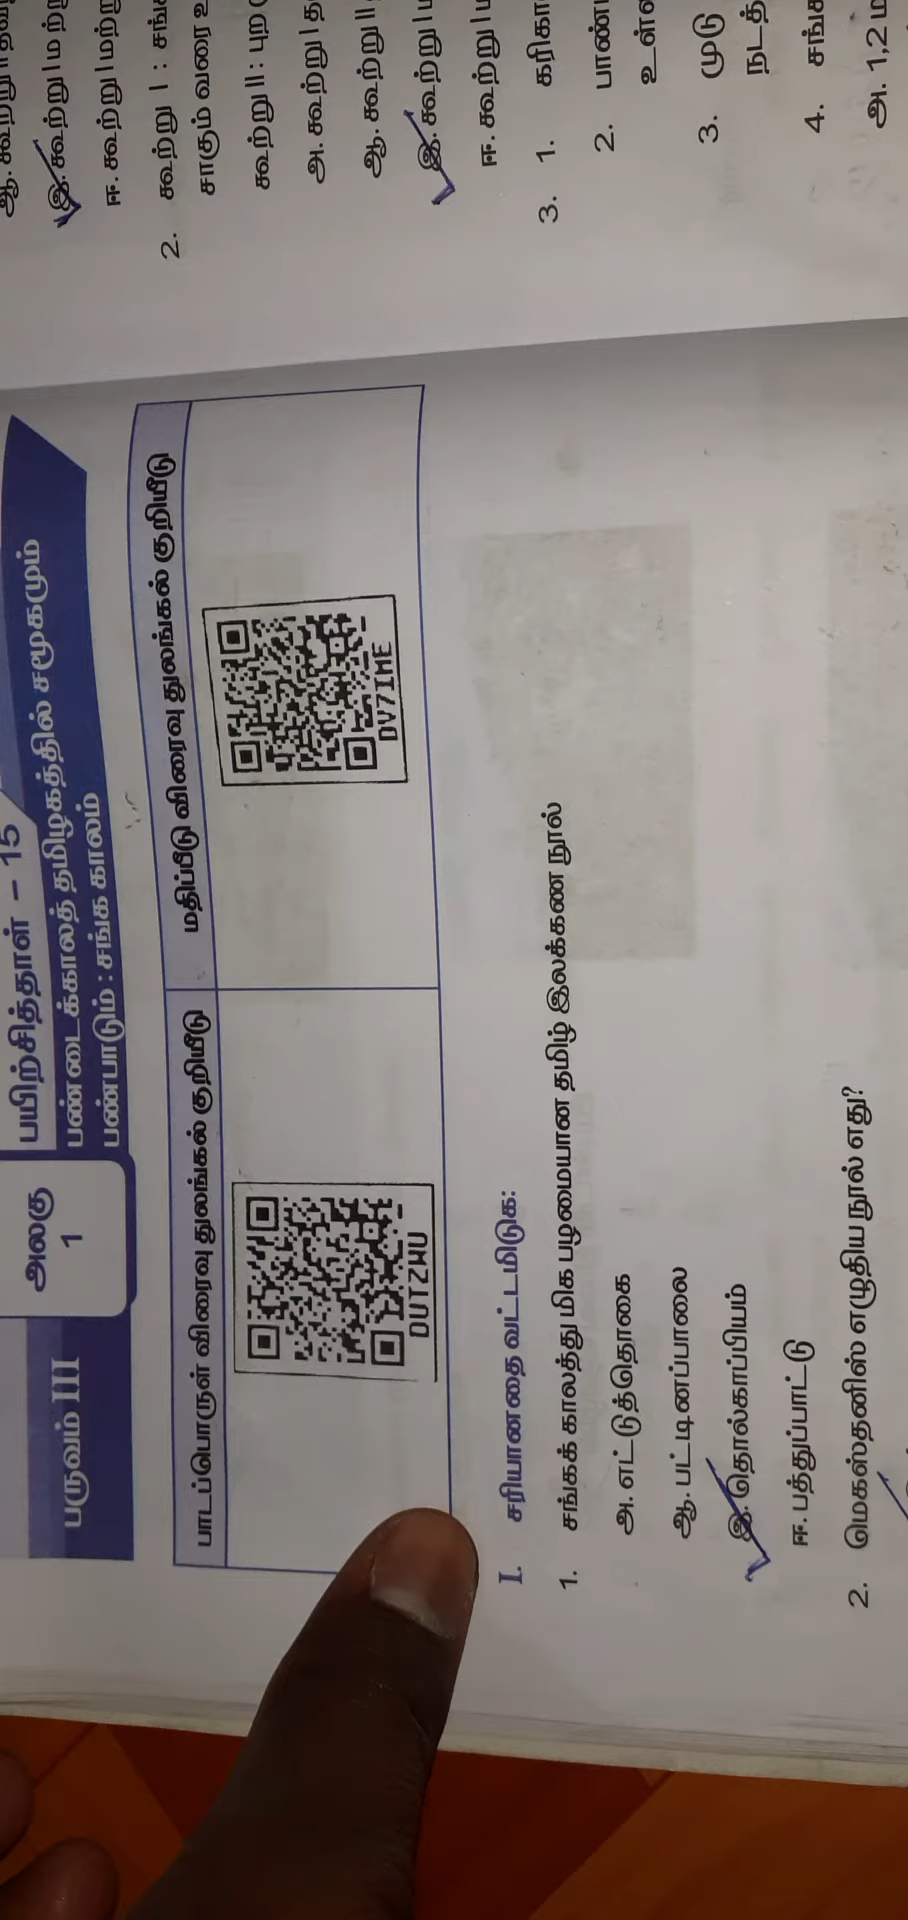 பருவம் III
அலகு
1
பயிற்சித்தாள் – 15
பண்டைக்காலத் தமிழகத்தில் சமூகமும்
பண்பாடும் : சங்க காலம்
பாடப்பொருள் விரைவு துலங்கல் குறியீடு
மதிப்பீடு விரைவு துலங்கல் குறியீடு
DUTZWU
DV7IME
I. சரியானதை வட்டமிடுக:
1. சங்கக் காலத்து மிக பழமையான தமிழ் இலக்கண நூல்
அ. எட்டுத்தொகை
ஆ. பட்டினப்பாலை
இ. தொல்காப்பியம்
ஈ. பத்துப்பாட்டு
2. மெகஸ்தனிஸ் எழுதிய நூல் எது?
ஆ. கூற்று II
இ. கூற்று I
ஈ. கூற்று I
2. கூற்று I :
சாகும் வரை
கூற்று II : புற
அ. கூற்று I
ஆ. கூற்று II
இ. கூற்று I
ஈ. கூற்று I
3. 1. கரிகா
2. பாண்
உள்
3. முடு
நடத்
4. சங்க
அ. 1,2